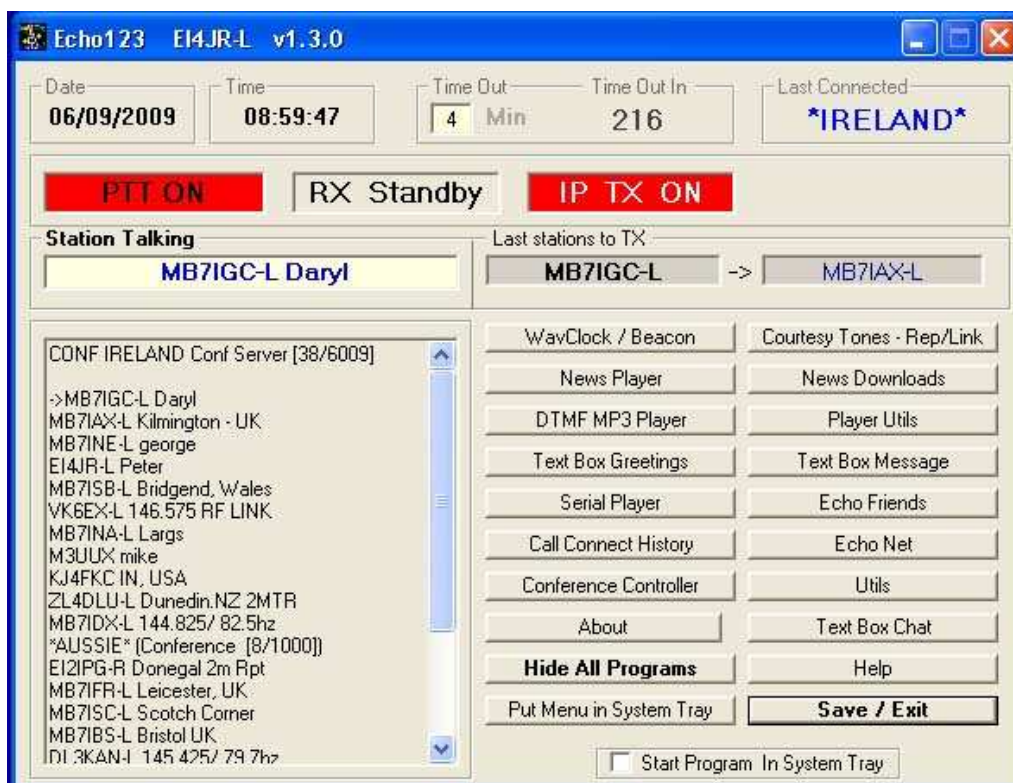 Echo123 EI4JR-L v1.3.0
Date
06/09/2009
Time
08:59:47
Time Out
4 Min
Time Out In
216
Last Connected
*IRELAND*
PTT ON
RX Standby
IP TX ON
Station Talking
MB7IGC-L Daryl
Last stations to TX
MB7IGC-L -> MB7IAX-L
CONF IRELAND Conf Server [38/6009]
->MB7IGC-L Daryl
MB7IAX-L Kilmington - UK
MB7INE-L george
EI4JR-L Peter
MB7ISB-L Bridgend, Wales
VK6EX-L 146.575 RF LINK
MB7INA-L Largs
M3UUX mike
KJ4FKC IN, USA
ZL4DLU-L Dunedin.NZ 2MTR
MB7IDX-L 144.825/ 82.5hz
*AUSSIE* (Conference [8/1000])
EI2IPG-R Donegal 2m Rpt
MB7IFR-L Leicester, UK
MB7ISC-L Scotch Corner
MB7IBS-L Bristol UK
DL3KAN-L 145.425/ 79.7hz
WavClock / Beacon
Courtesy Tones - Rep/Link
News Player
News Downloads
DTMF MP3 Player
Player Utils
Text Box Greetings
Text Box Message
Serial Player
Echo Friends
Call Connect History
Echo Net
Conference Controller
Utils
About
Text Box Chat
Hide All Programs
Help
Put Menu in System Tray
Save / Exit
Start Program In System Tray